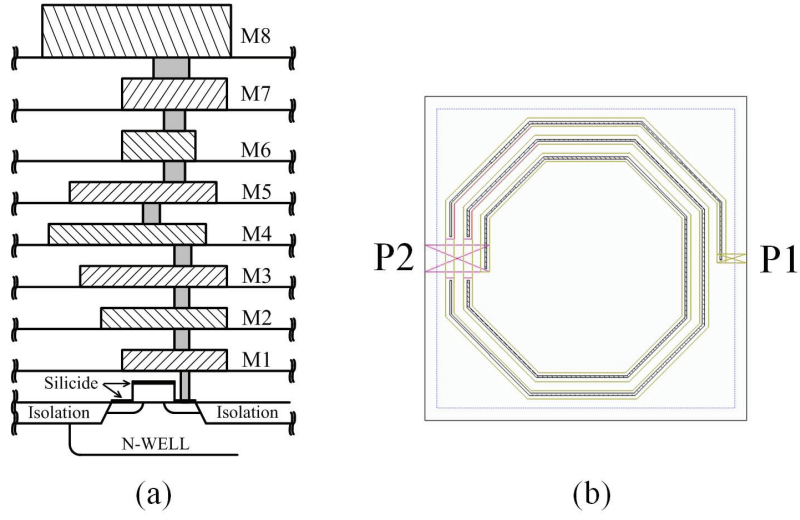 M8
M7
M6
M5
M4
M3
M2
M1
Silicide
Isolation
Isolation
N-WELL
P2
P1
(a)
(b)